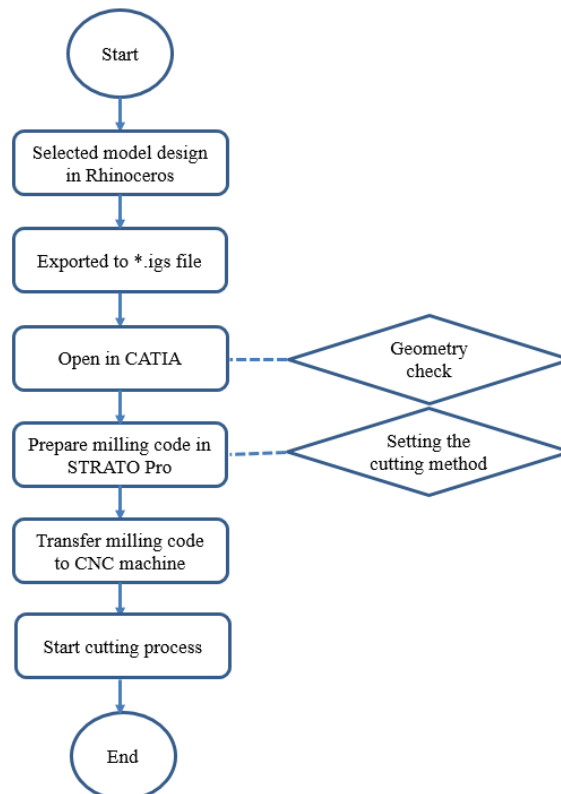 Start
Selected model design
in Rhinoceros
Exported to *.igs file
Open in CATIA
Geometry
check
Prepare milling code in
STRATO Pro
Setting the
cutting method
Transfer milling code
to CNC machine
Start cutting process
End